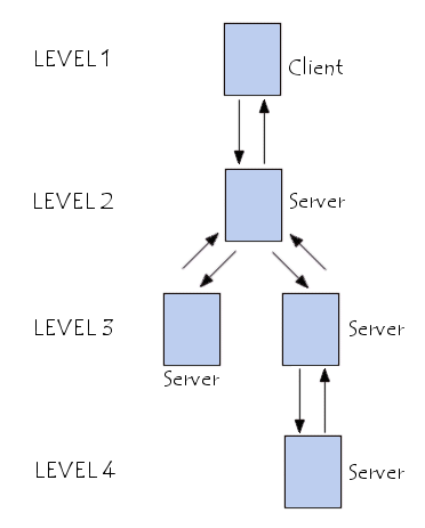 LEVEL 1
Client
LEVEL 2
Server
LEVEL 3
Server
Server
LEVEL 4
Server